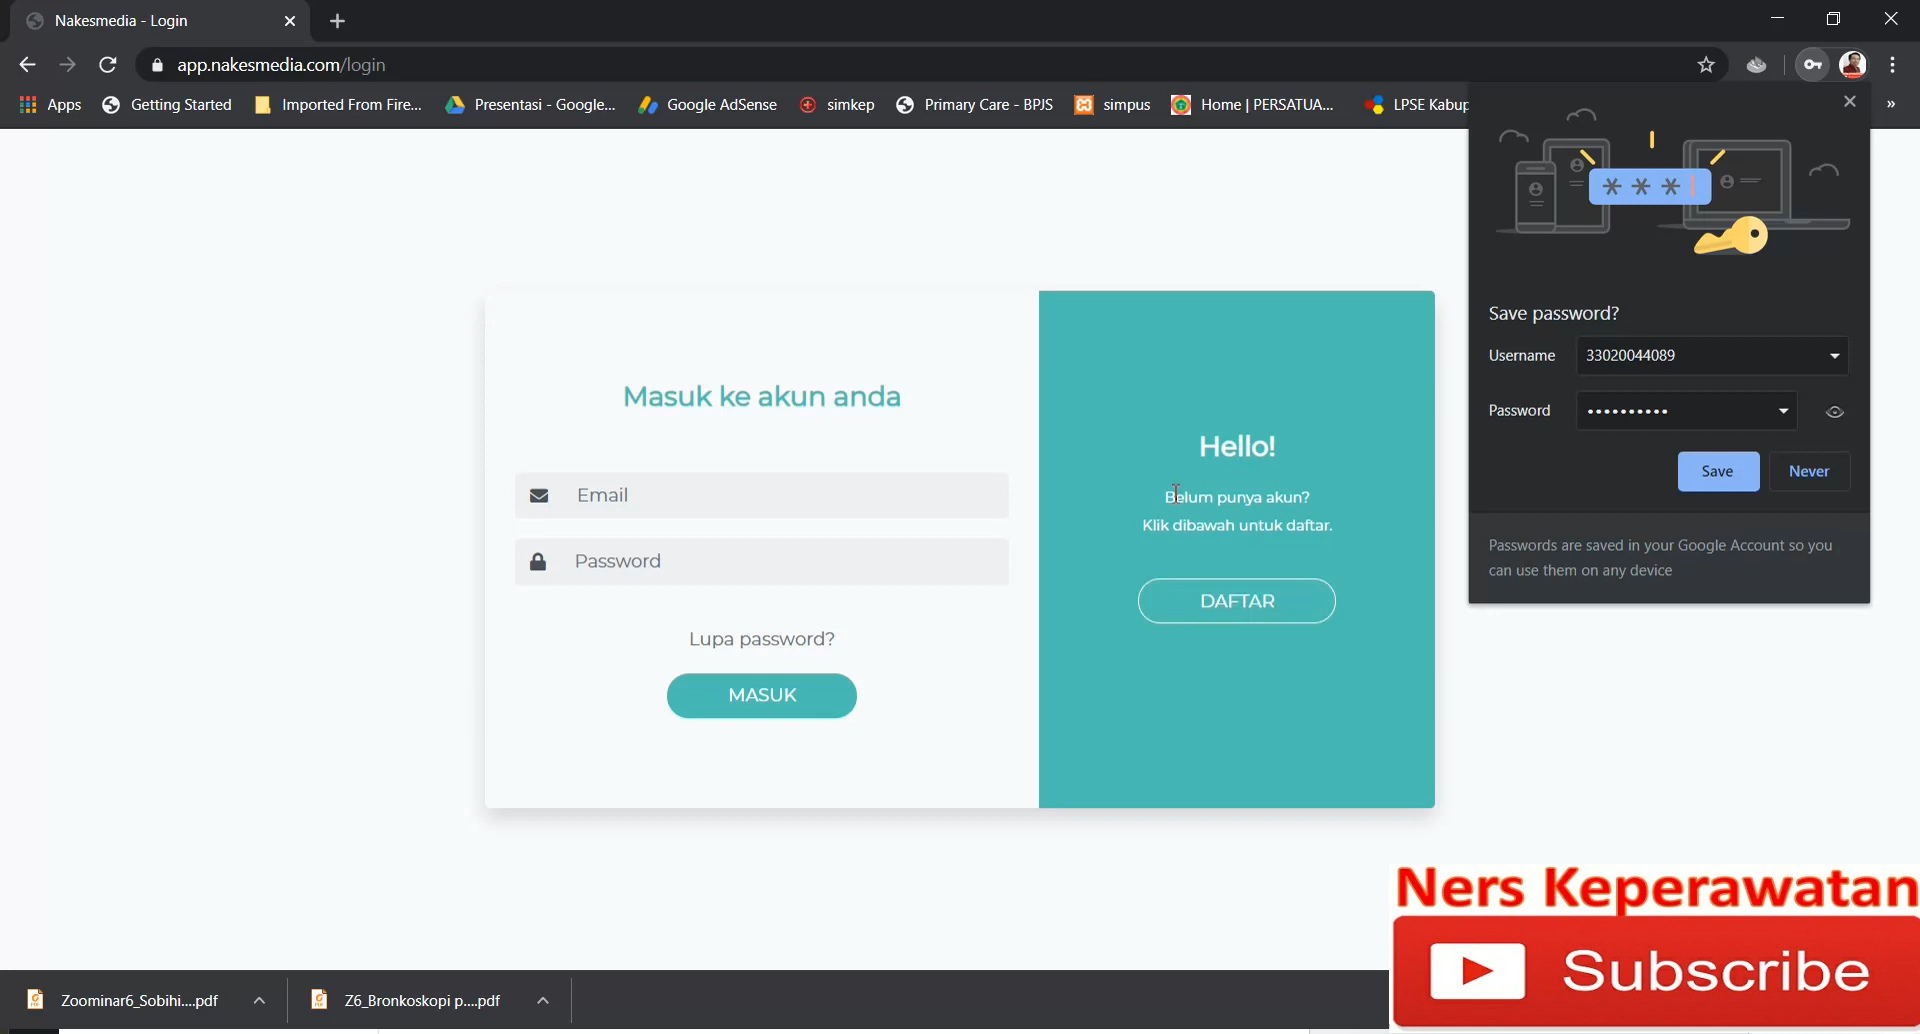 Nakesmedia - Login
app.nakesmedia.com/login
Apps
Getting Started
Imported From Fire...
Presentasi - Google...
Google AdSense
simkep
Primary Care - BPJS
simpus
Home | PERSATUA...
LPSE Kabup
»
* * *
Save password?
Username 33020044089
Password ••••••••••
Save Never
Passwords are saved in your Google Account so you
can use them on any device
Masuk ke akun anda
Email
Password
Lupa password?
MASUK
Hello!
Belum punya akun?
Klik dibawah untuk daftar.
DAFTAR
Ners Keperawatan
Subscribe
Zoominar6_Sobihi....pdf
Z6_Bronkoskopi p....pdf